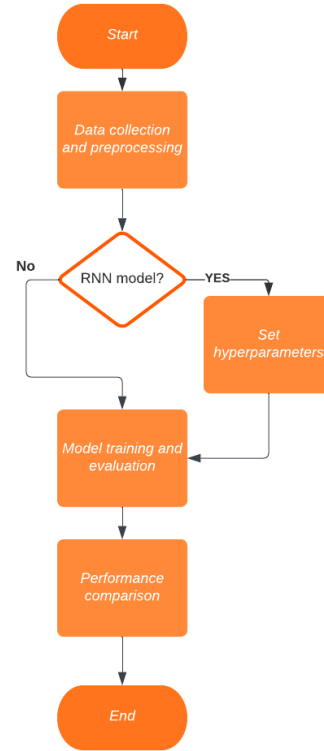 Start
Data collection
and preprocessing
No
RNN model?
YES
Set
hyperparameters
Model training and
evaluation
Performance
comparison
End